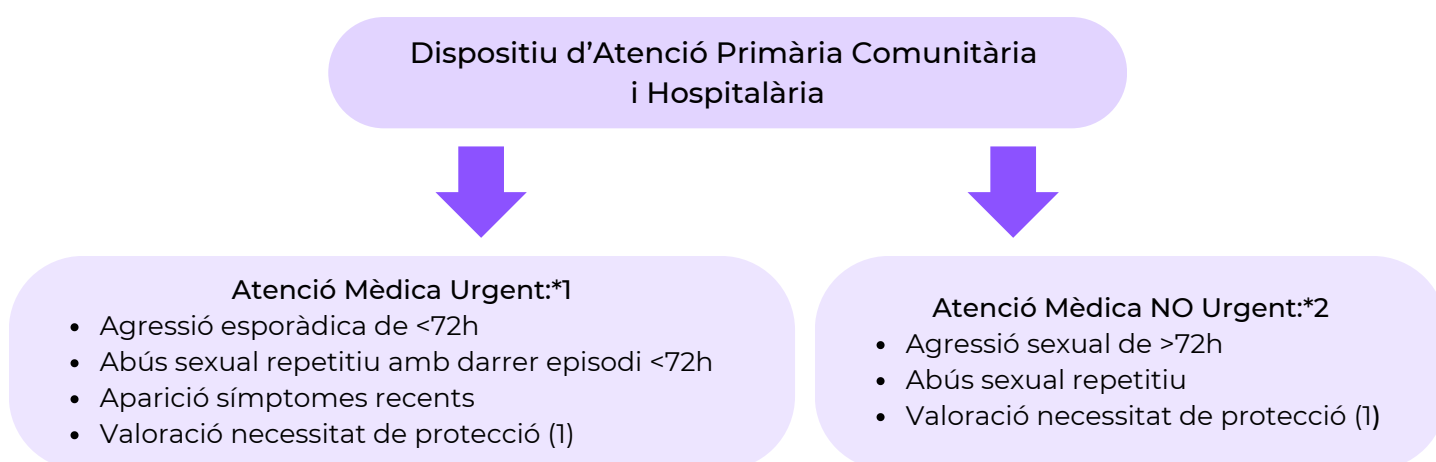 Dispositiu d’Atenció Primària Comunitària
i Hospitalària
Atenció Mèdica Urgent:*1
• Agressió esporàdica de <72h
• Abús sexual repetitiu amb darrer episodi <72h
• Aparició símptomes recents
• Valoració necessitat de protecció (1)
Atenció Mèdica NO Urgent:*2
• Agressió sexual de >72h
• Abús sexual repetitiu
• Valoració necessitat de protecció (1)